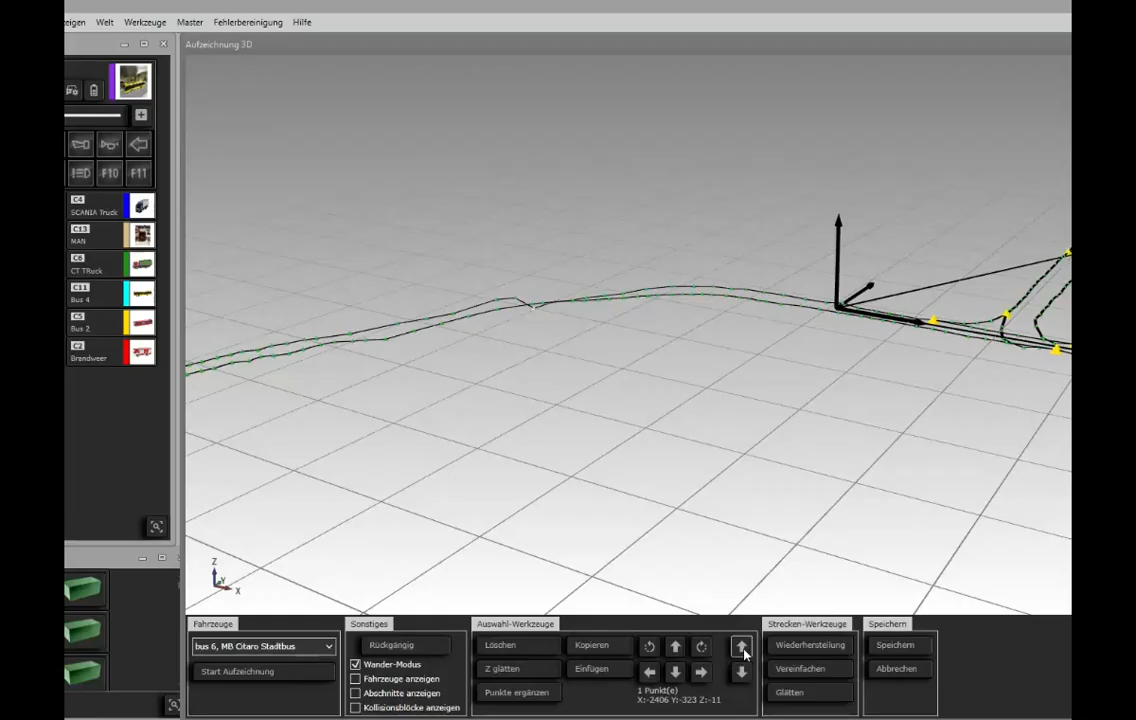 eigen Welt Werkzeuge Master Fehlerbereinigung Hilfe
Aufzeichnung 3D
F10 F11
C4
SCANIA Truck
C13
MAN
C6
CT TRuck
C11
Bus 4
C5
Bus 2
C2
Brandweer
Z
Y
X
Fahrzeuge
bus 6, MB Citaro Stadtbus
Start Aufzeichnung
Sonstiges
Rückgängig
Wander-Modus
Fahrzeuge anzeigen
Abschnitte anzeigen
Kollisionsblöcke anzeigen
Auswahl-Werkzeuge
Löschen Kopieren
Z glätten Einfügen
Punkte ergänzen
1 Punkt(e)
X:-2406 Y:-323 Z:-11
Strecken-Werkzeuge
Wiederherstellung
Vereinfachen
Glätten
Speichern
Speichern
Abbrechen